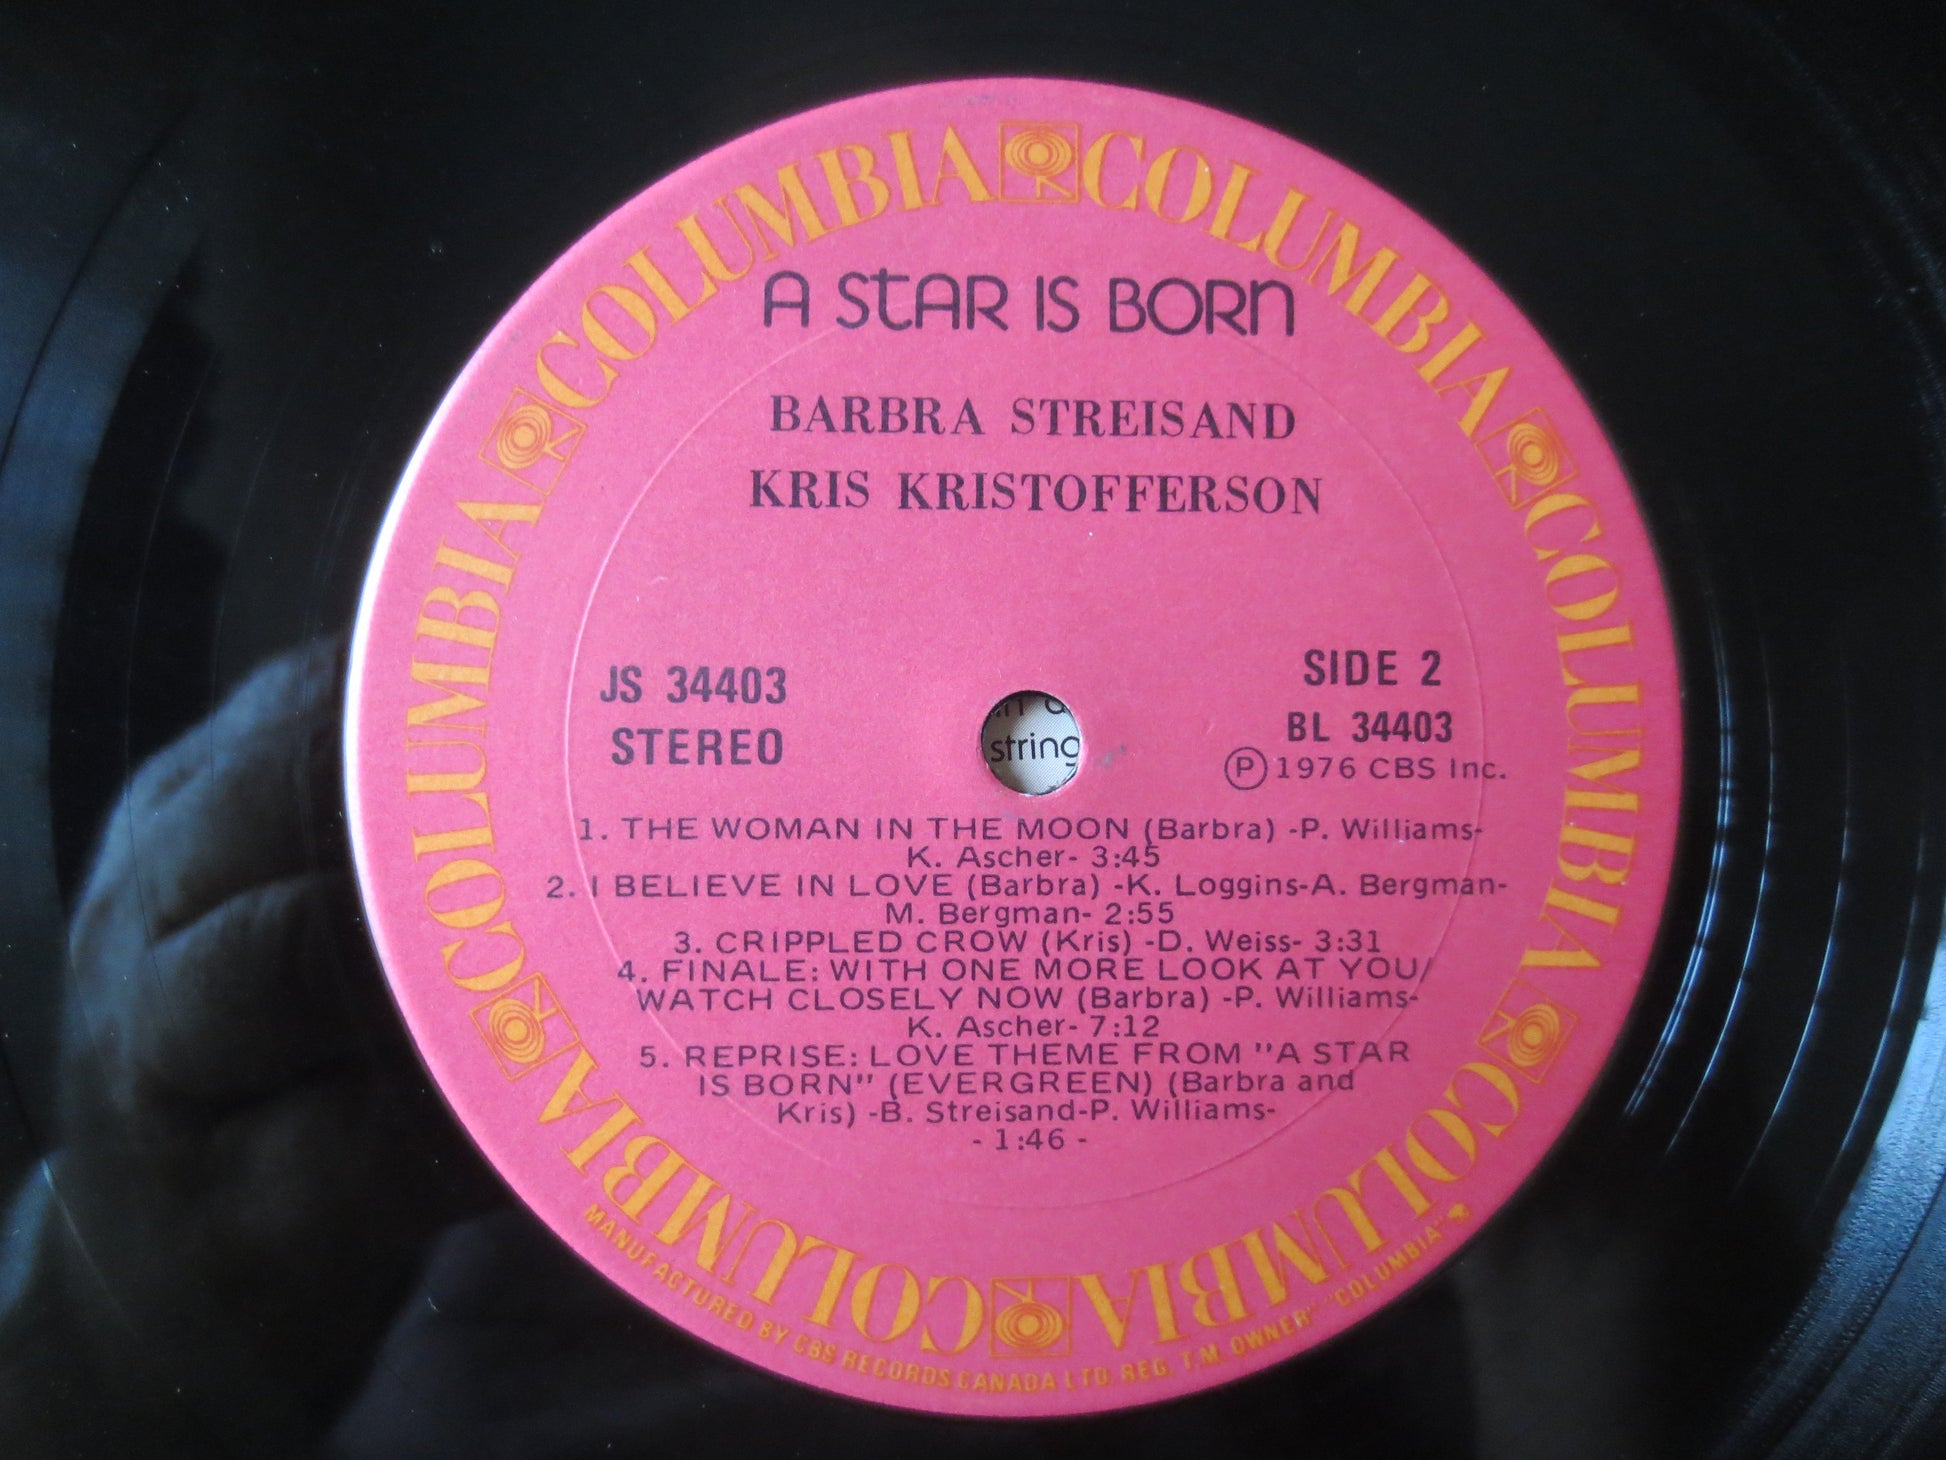 COLUMBIA COLUMBIA COLUMBIA COLUMBIA COLUMBIA COLUMBIA COLUMBIA COLUMBIA
A STAR IS BORN
BARBRA STREISAND
KRIS KRISTOFFERSON
JS 34403
STEREO
SIDE 2
BL 34403
Ⓟ 1976 CBS Inc.
string
1. THE WOMAN IN THE MOON (Barbra) -P. Williams-
K. Ascher- 3:45
2. I BELIEVE IN LOVE (Barbra) -K. Loggins-A. Bergman-
M. Bergman- 2:55
3. CRIPPLED CROW (Kris) -D. Weiss- 3:31
4. FINALE: WITH ONE MORE LOOK AT YOU/
WATCH CLOSELY NOW (Barbra) -P. Williams-
K. Ascher- 7:12
5. REPRISE: LOVE THEME FROM "A STAR
IS BORN" (EVERGREEN) (Barbra and
Kris) -B. Streisand-P. Williams-
- 1:46 -
MANUFACTURED BY CBS RECORDS CANADA LTD. REG. T.M. OWNER" "COLUMBIA"